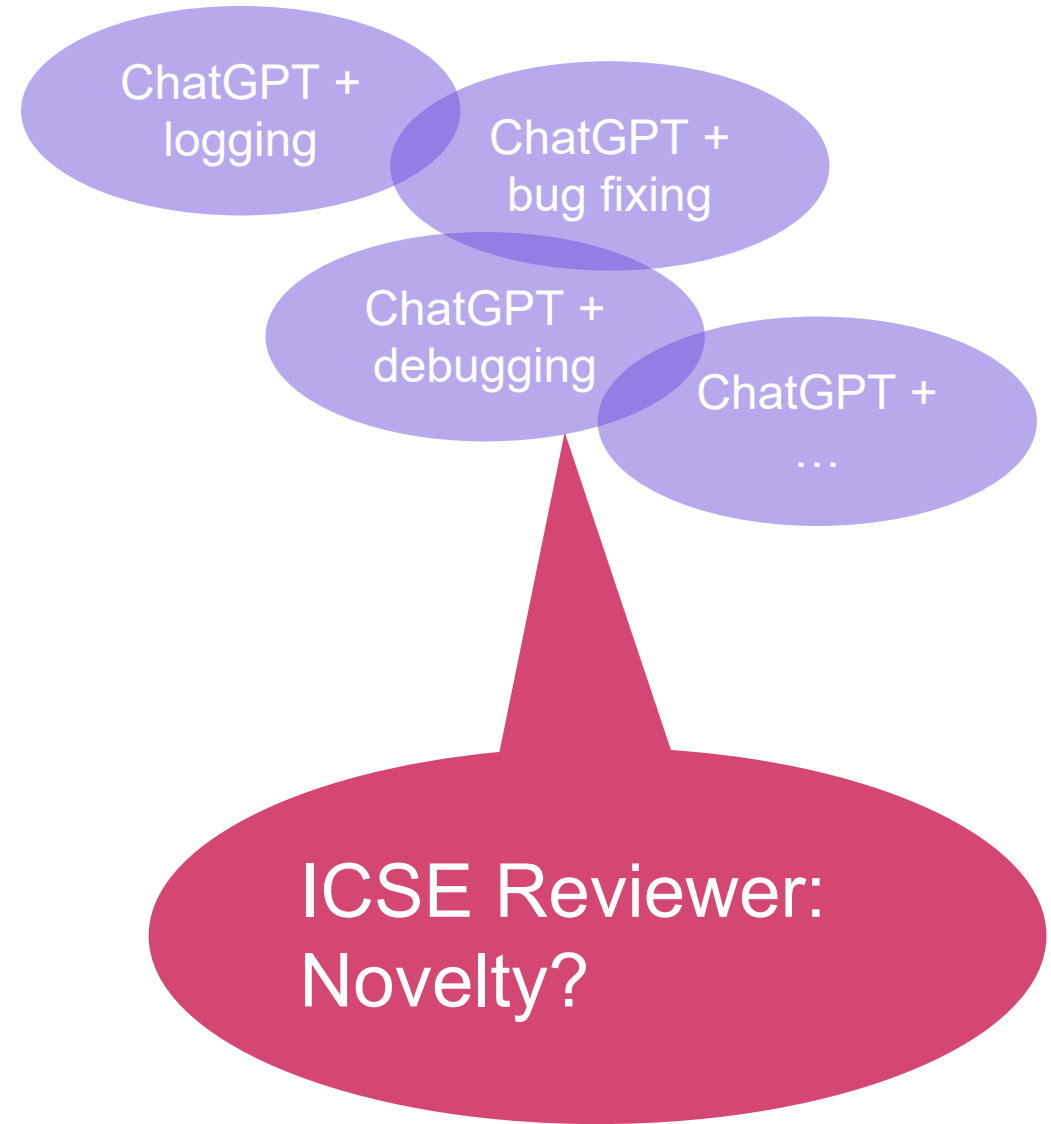 ChatGPT +
logging
ChatGPT +
bug fixing
ChatGPT +
debugging
ChatGPT +
…
ICSE Reviewer:
Novelty?